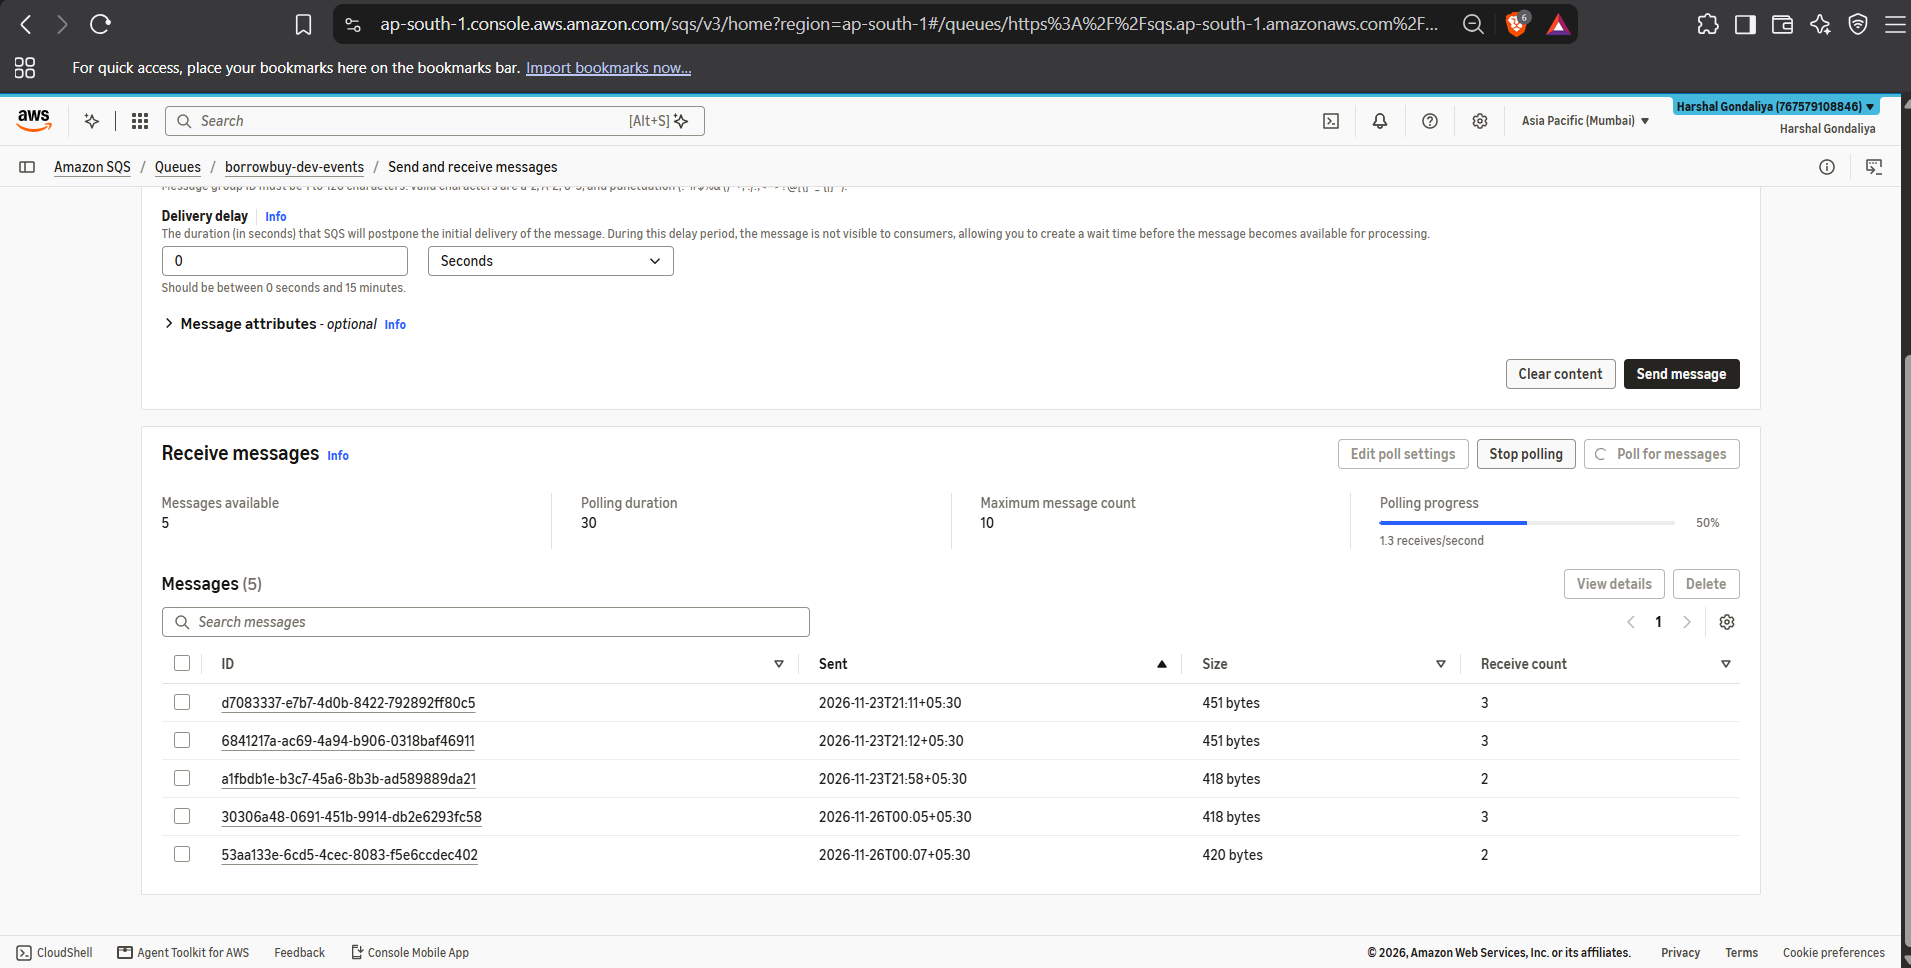 ap-south-1.console.aws.amazon.com/sqs/v3/home?region=ap-south-1#/queues/https%3A%2F%2Fsqs.ap-south-1.amazonaws.com%2F...
6
For quick access, place your bookmarks here on the bookmarks bar. Import bookmarks now...
aws
Search [Alt+S]
Asia Pacific (Mumbai)
Harshal Gondaliya (767579108846)
Harshal Gondaliya
Amazon SQS / Queues / borrowbuy-dev-events / Send and receive messages
Delivery delay Info
The duration (in seconds) that SQS will postpone the initial delivery of the message. During this delay period, the message is not visible to consumers, allowing you to create a wait time before the message becomes available for processing.
0 Seconds
Should be between 0 seconds and 15 minutes.
Message attributes - optional Info
Clear content Send message
Receive messages Info
Edit poll settings Stop polling Poll for messages
Messages available Polling duration Maximum message count Polling progress
5 30 10 50%
1.3 receives/second
Messages (5)
View details Delete
Search messages
1
ID Sent Size Receive count
d7083337-e7b7-4d0b-8422-792892ff80c5 2026-11-23T21:11+05:30 451 bytes 3
6841217a-ac69-4a94-b906-0318baf46911 2026-11-23T21:12+05:30 451 bytes 3
a1fbdb1e-b3c7-45a6-8b3b-ad589889da21 2026-11-23T21:58+05:30 418 bytes 2
30306a48-0691-451b-9914-db2e6293fc58 2026-11-26T00:05+05:30 418 bytes 3
53aa133e-6cd5-4cec-8083-f5e6ccdec402 2026-11-26T00:07+05:30 420 bytes 2
CloudShell Agent Toolkit for AWS Feedback Console Mobile App © 2026, Amazon Web Services, Inc. or its affiliates. Privacy Terms Cookie preferences